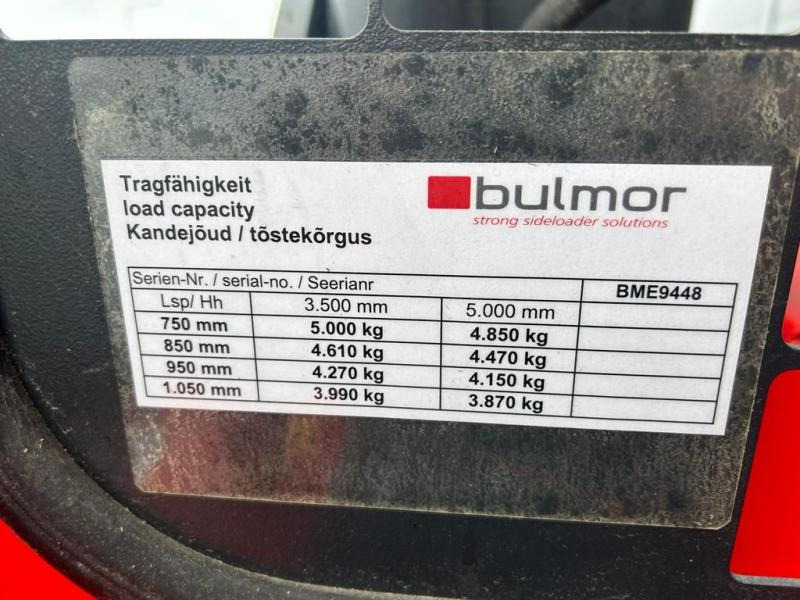 Tragfähigkeit
load capacity
Kandejõud / tõstekõrgus
bulmor
strong sideloader solutions
Serien-Nr. / serial-no. / Seerianr BME9448
Lsp/ Hh 3.500 mm 5.000 mm
750 mm 5.000 kg 4.850 kg
850 mm 4.610 kg 4.470 kg
950 mm 4.270 kg 4.150 kg
1.050 mm 3.990 kg 3.870 kg